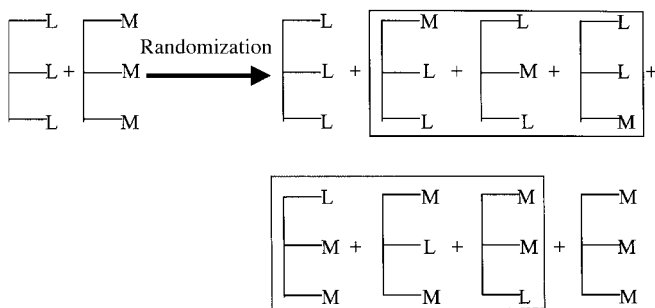 L M L M L L
Randomization
L + M L + L + M + L +
L M L L L M
L M M M
M + L + M + M
M M L M